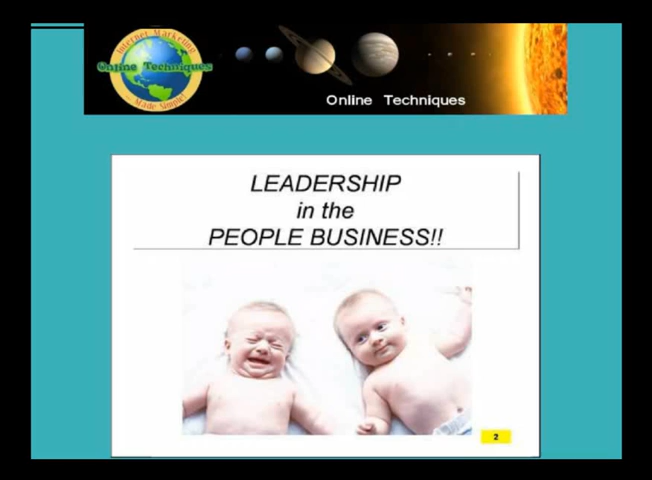 Internet Marketing
Online Techniques
Made Simple!
Online Techniques
LEADERSHIP
in the
PEOPLE BUSINESS!!
2